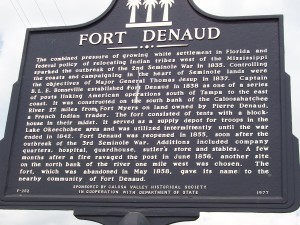 FORT DENAUD
The combined pressure of growing white settlement in Florida and
federal policy of relocating Indian tribes west of the Mississippi
sparked the outbreak of the 2nd Seminole War in 1835. Controlling
the coasts and campaigning in the heart of Seminole lands were
the objectives of Major General Thomas Jesup in 1837. Captain
B. L. E. Bonneville established Fort Denaud in 1838 as one of a series
of posts linking American operations south of Tampa to the east
coast. It was constructed on the south bank of the Caloosahatchee
River 27 miles from Fort Myers on land owned by Pierre Denaud,
a French Indian trader. The fort consisted of tents with a block-
house in their midst. It served as a supply depot for troops in the
Lake Okeechobee area and was utilized intermittently until the war
ended in 1842. Fort Denaud was reopened in 1855, soon after the
outbreak of the 3rd Seminole War. Additions included company
quarters, hospital, guardhouse, sutler's store and stables. A few
months after a fire ravaged the post in June 1856, another site
on the north bank of the river one mile west was chosen. The
fort, which was abandoned in May 1858, gave its name to the
nearby community of Fort Denaud.
SPONSORED BY CALUSA VALLEY HISTORICAL SOCIETY
IN COOPERATION WITH DEPARTMENT OF STATE
1977